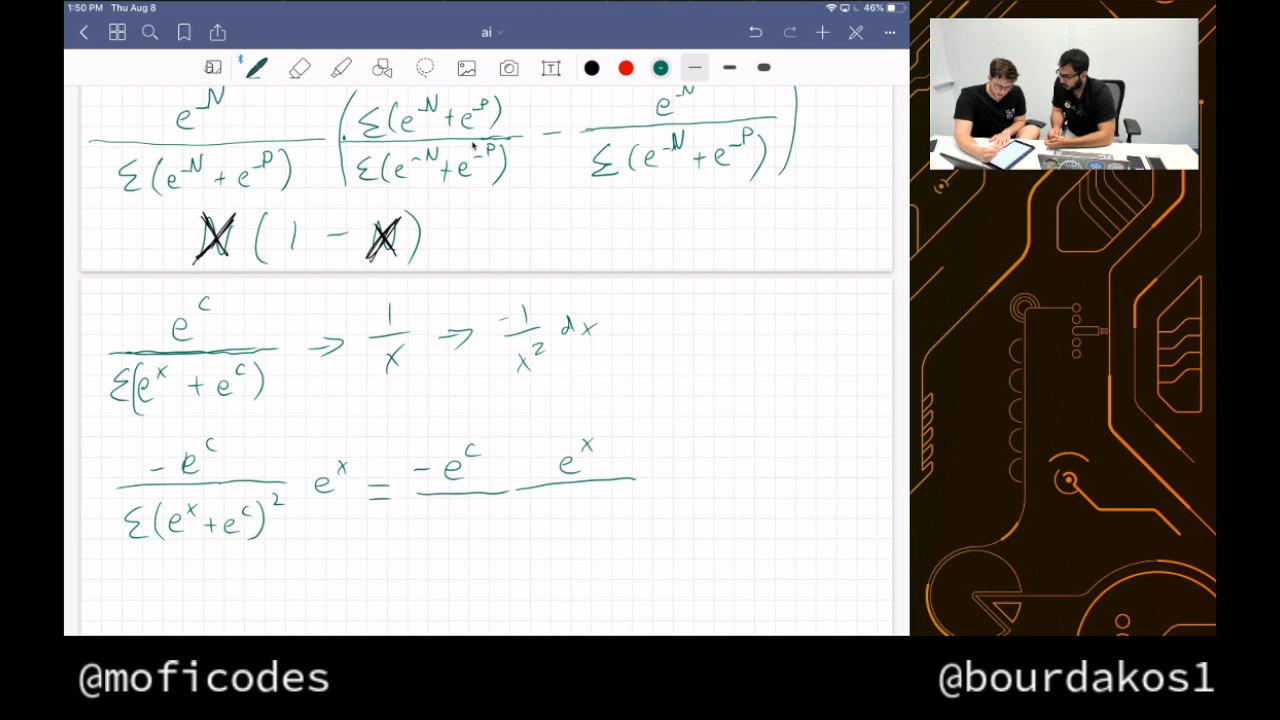 1:50 PM Thu Aug 8
46%
ai
e^-N / Σ(e^-N + e^-P) ( Σ(e^-N + e^-P) / Σ(e^-N + e^-P) - e^-N / Σ(e^-N + e^-P) )
( 1 - )
e^c / Σ(e^x + e^c) → 1/x → -1/x² dx
-e^c / Σ(e^x + e^c)² e^x = -e^c e^x
@moficodes
@bourdakos1